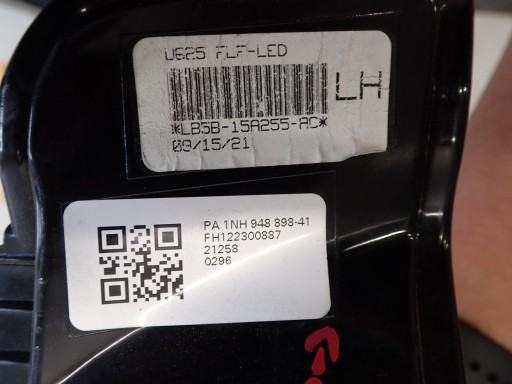 U625 FLF-LED
LH
*LB5B-15A255-AC*
09/15/21
PA 1NH 948 898-41
FH122300887
21258
0296